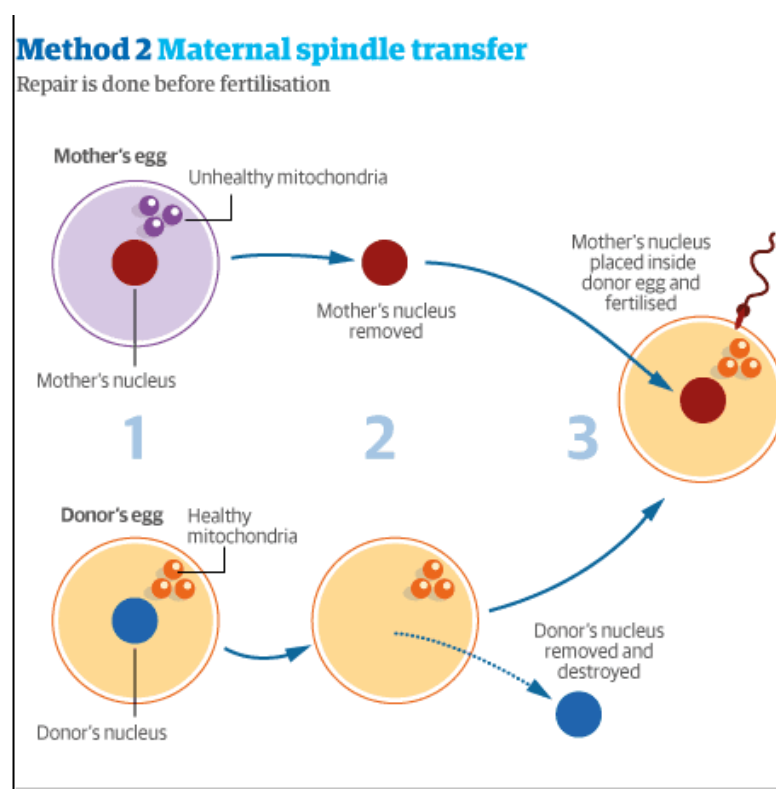 Method 2 Maternal spindle transfer
Repair is done before fertilisation
Mother's egg
Unhealthy mitochondria
Mother's nucleus
removed
Mother's nucleus
placed inside
donor egg and
fertilised
Mother's nucleus
1
2
3
Donor's egg
Healthy
mitochondria
Donor's nucleus
removed and
destroyed
Donor's nucleus